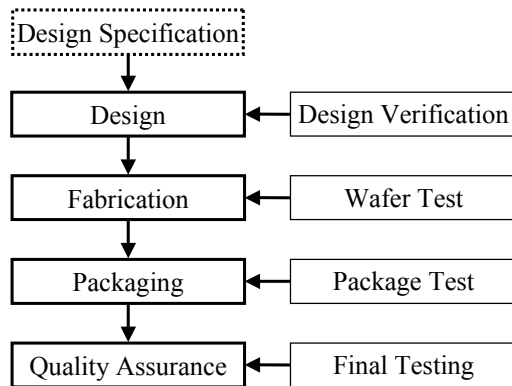 Design Specification
Design
Design Verification
Fabrication
Wafer Test
Packaging
Package Test
Quality Assurance
Final Testing